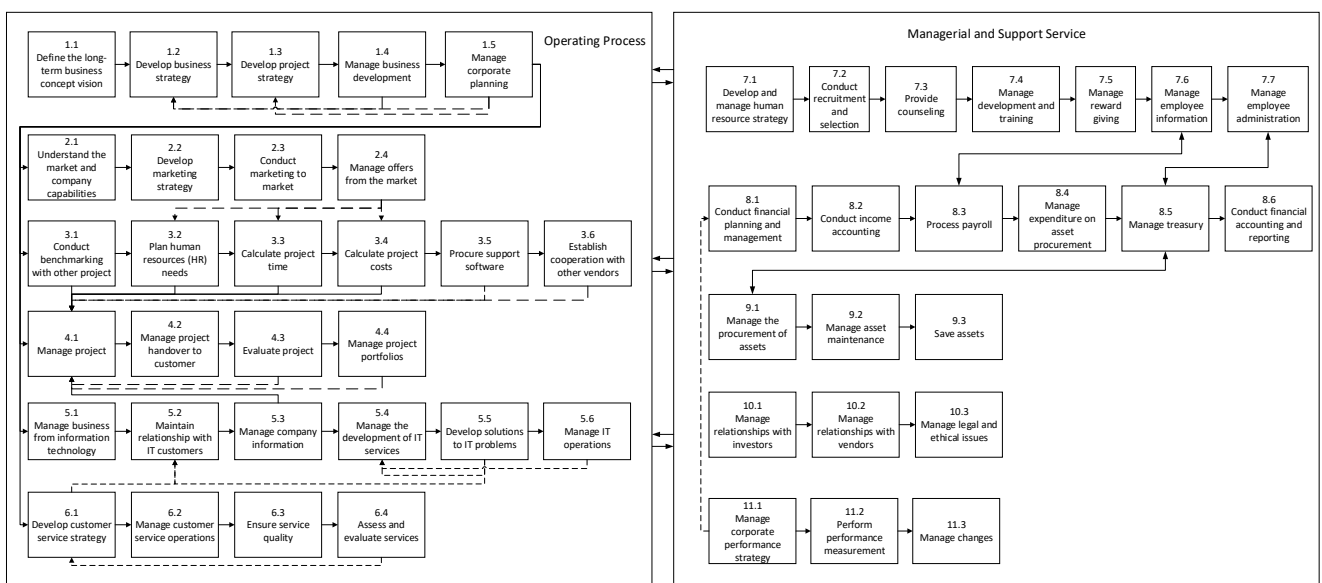 Operating Process
1.1
Define the long-
term business
concept vision
1.2
Develop business
strategy
1.3
Develop project
strategy
1.4
Manage business
development
1.5
Manage
corporate
planning
2.1
Understand the
market and
company
capabilities
2.2
Develop
marketing
strategy
2.3
Conduct
marketing to
market
2.4
Manage offers
from the market
3.1
Conduct
benchmarking
with other project
3.2
Plan human
resources (HR)
needs
3.3
Calculate project
time
3.4
Calculate project
costs
3.5
Procure support
software
3.6
Establish
cooperation with
other vendors
4.1
Manage project
4.2
Manage project
handover to
customer
4.3
Evaluate project
4.4
Manage project
portfolios
5.1
Manage business
from information
technology
5.2
Maintain
relationship with
IT customers
5.3
Manage company
information
5.4
Manage the
development of IT
services
5.5
Develop solutions
to IT problems
5.6
Manage IT
operations
6.1
Develop customer
service strategy
6.2
Manage customer
service operations
6.3
Ensure service
quality
6.4
Assess and
evaluate services
Managerial and Support Service
7.1
Develop and
manage human
resource strategy
7.2
Conduct
recruitment
and
selection
7.3
Provide
counseling
7.4
Manage
development and
training
7.5
Manage
reward
giving
7.6
Manage
employee
information
7.7
Manage
employee
administration
8.1
Conduct financial
planning and
management
8.2
Conduct income
accounting
8.3
Process payroll
8.4
Manage
expenditure on
asset
procurement
8.5
Manage treasury
8.6
Conduct financial
accounting and
reporting
9.1
Manage the
procurement of
assets
9.2
Manage asset
maintenance
9.3
Save assets
10.1
Manage
relationships with
investors
10.2
Manage
relationships with
vendors
10.3
Manage legal and
ethical issues
11.1
Manage
corporate
performance
strategy
11.2
Perform
performance
measurement
11.3
Manage changes